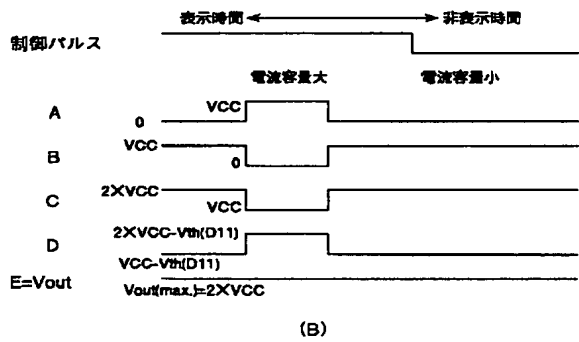 表示時間 非表示時間
制御パルス
電流容量大 電流容量小
A 0 VCC
B VCC 0
C 2×VCC VCC
D 2×VCC-Vth(D11)
VCC-Vth(D11)
E=Vout
Vout(max.)=2×VCC
(B)